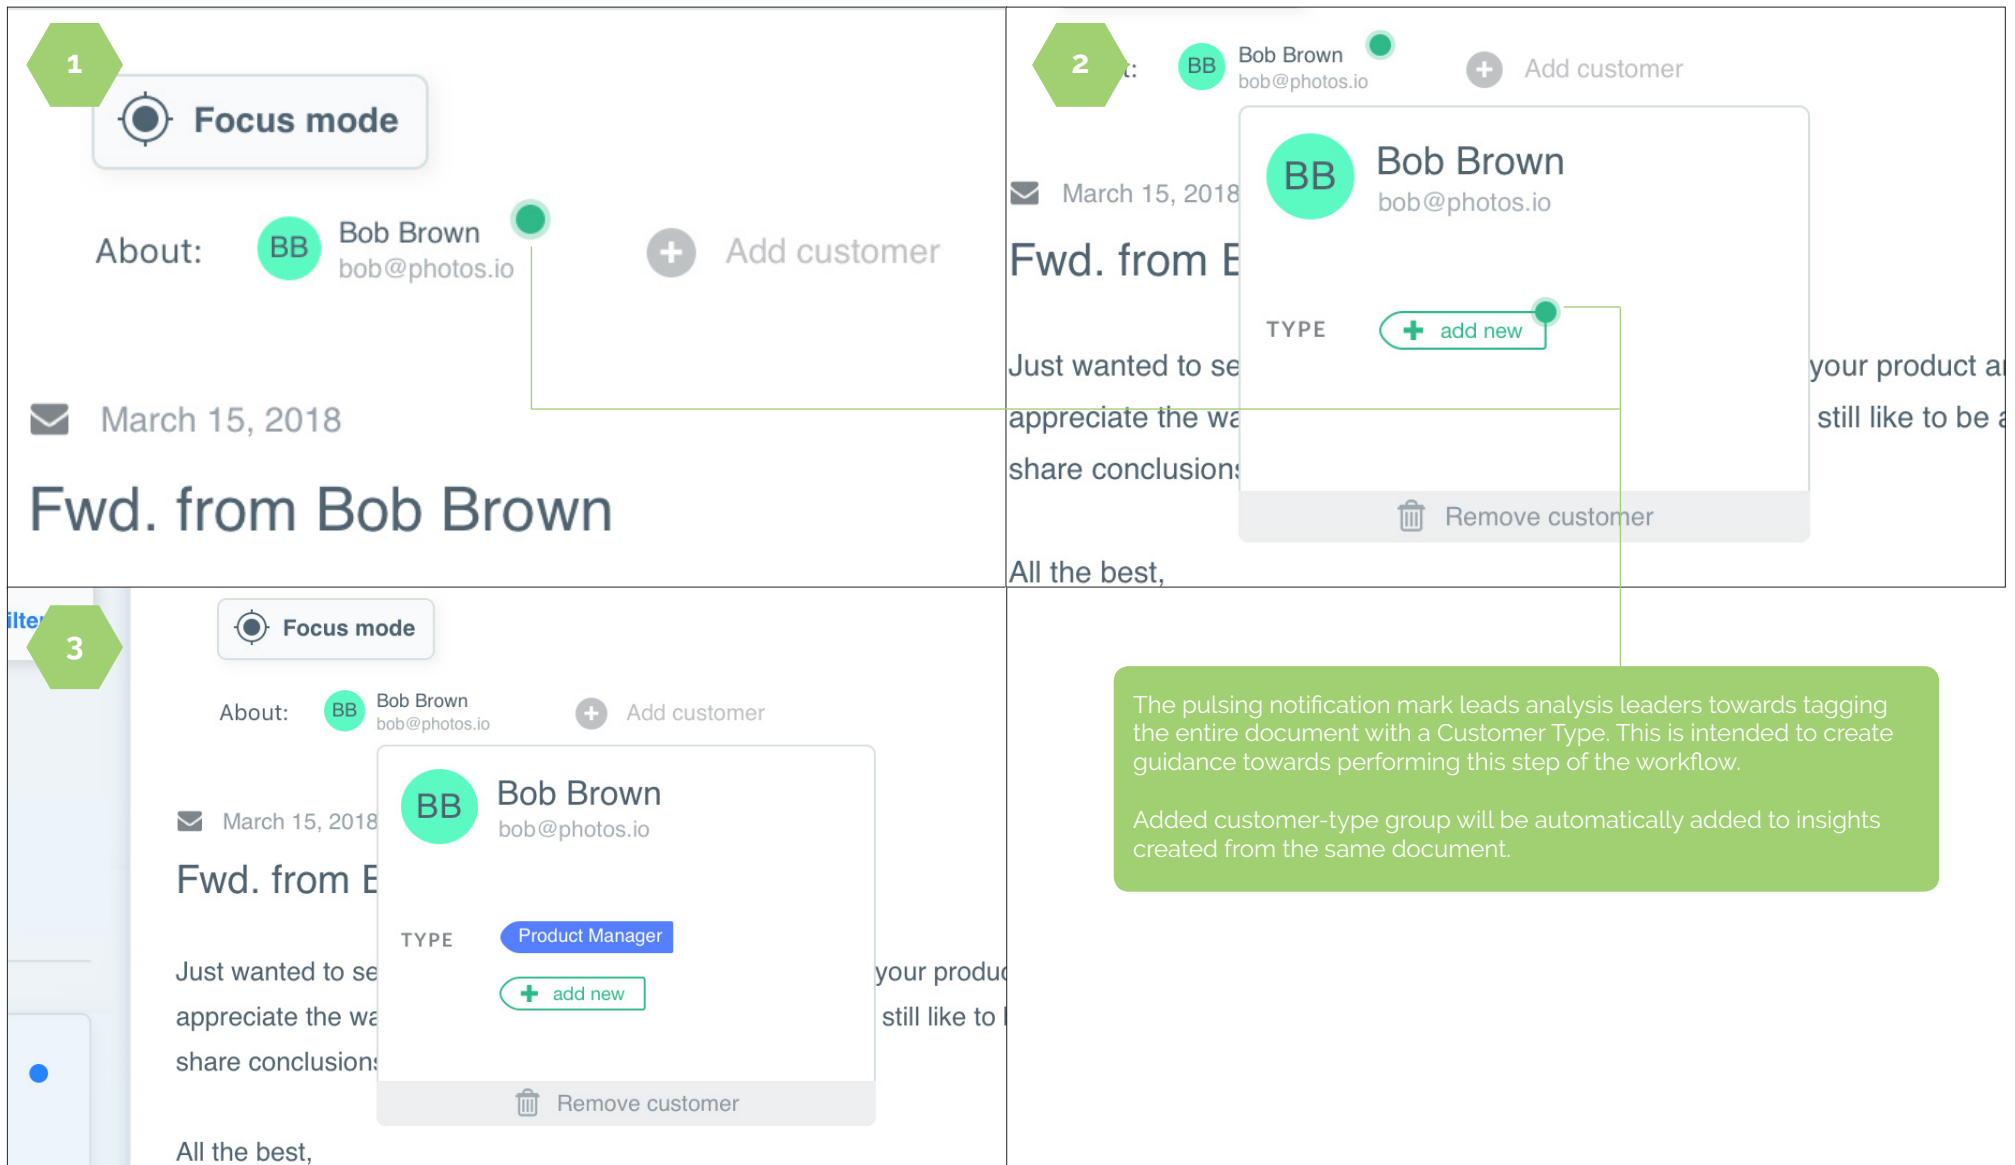 1
Focus mode
About:
BB
Bob Brown
bob@photos.io
Add customer
March 15, 2018
Fwd. from Bob Brown
2
t:
BB
Bob Brown
bob@photos.io
Add customer
BB
Bob Brown
bob@photos.io
March 15, 2018
Fwd. from
TYPE
add new
Just wanted to se
your product a
appreciate the wa
still like to be a
share conclusions
Remove customer
All the best,
3
ilte
Focus mode
About:
BB
Bob Brown
bob@photos.io
Add customer
BB
Bob Brown
bob@photos.io
March 15, 2018
Fwd. from
TYPE
Product Manager
add new
Just wanted to se
your produc
appreciate the wa
still like to
share conclusions
Remove customer
All the best,
The pulsing notification mark leads analysis leaders towards tagging
the entire document with a Customer Type. This is intended to create
guidance towards performing this step of the workflow.
Added customer-type group will be automatically added to insights
created from the same document.